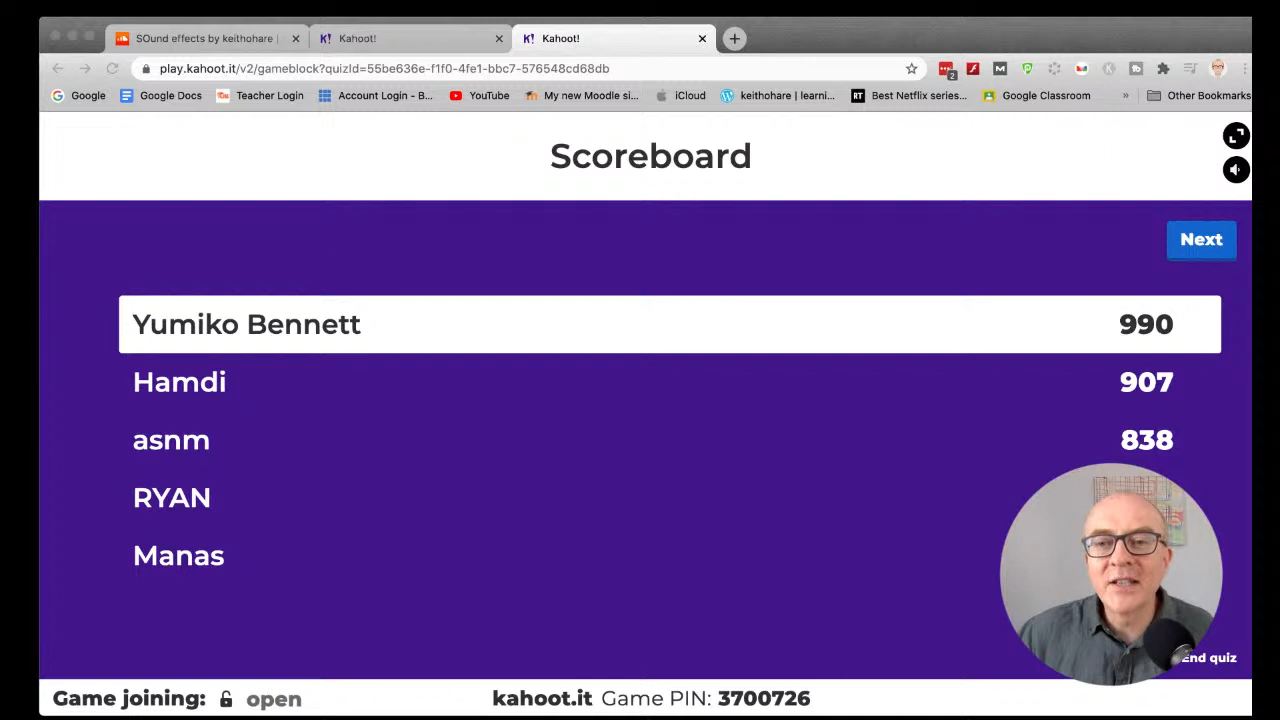 SOund effects by keithohare |
Kahoot!
Kahoot!
play.kahoot.it/v2/gameblock?quizId=55be636e-f1f0-4fe1-bbc7-576548cd68db
2
Google
Google Docs
Teacher Login
Account Login - B...
YouTube
My new Moodle si...
iCloud
keithohare | learni...
RT
Best Netflix series...
Google Classroom
»
Other Bookmarks
Scoreboard
Next
Yumiko Bennett 990
Hamdi 907
asnm 838
RYAN
Manas
End quiz
Game joining: open
kahoot.it Game PIN: 3700726